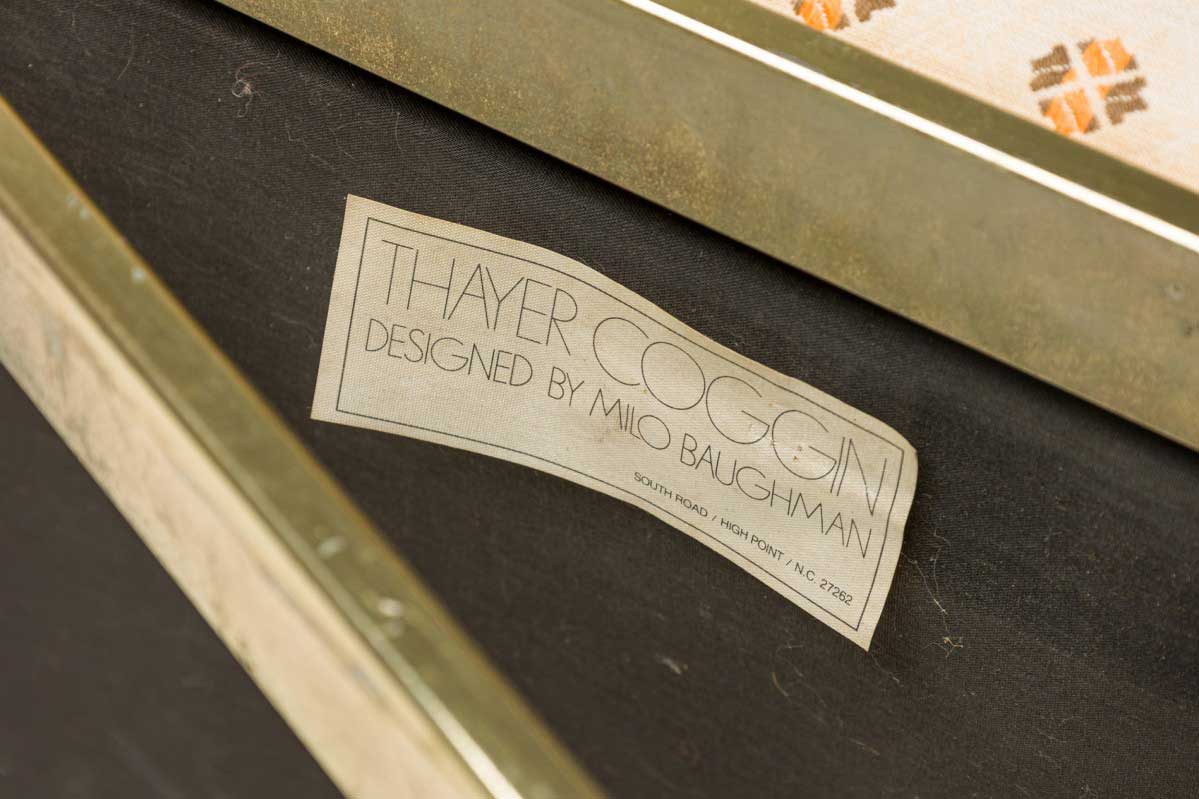 THAYER COGGIN
DESIGNED BY MILO BAUGHMAN
SOUTH ROAD / HIGH POINT / N.C. 27262